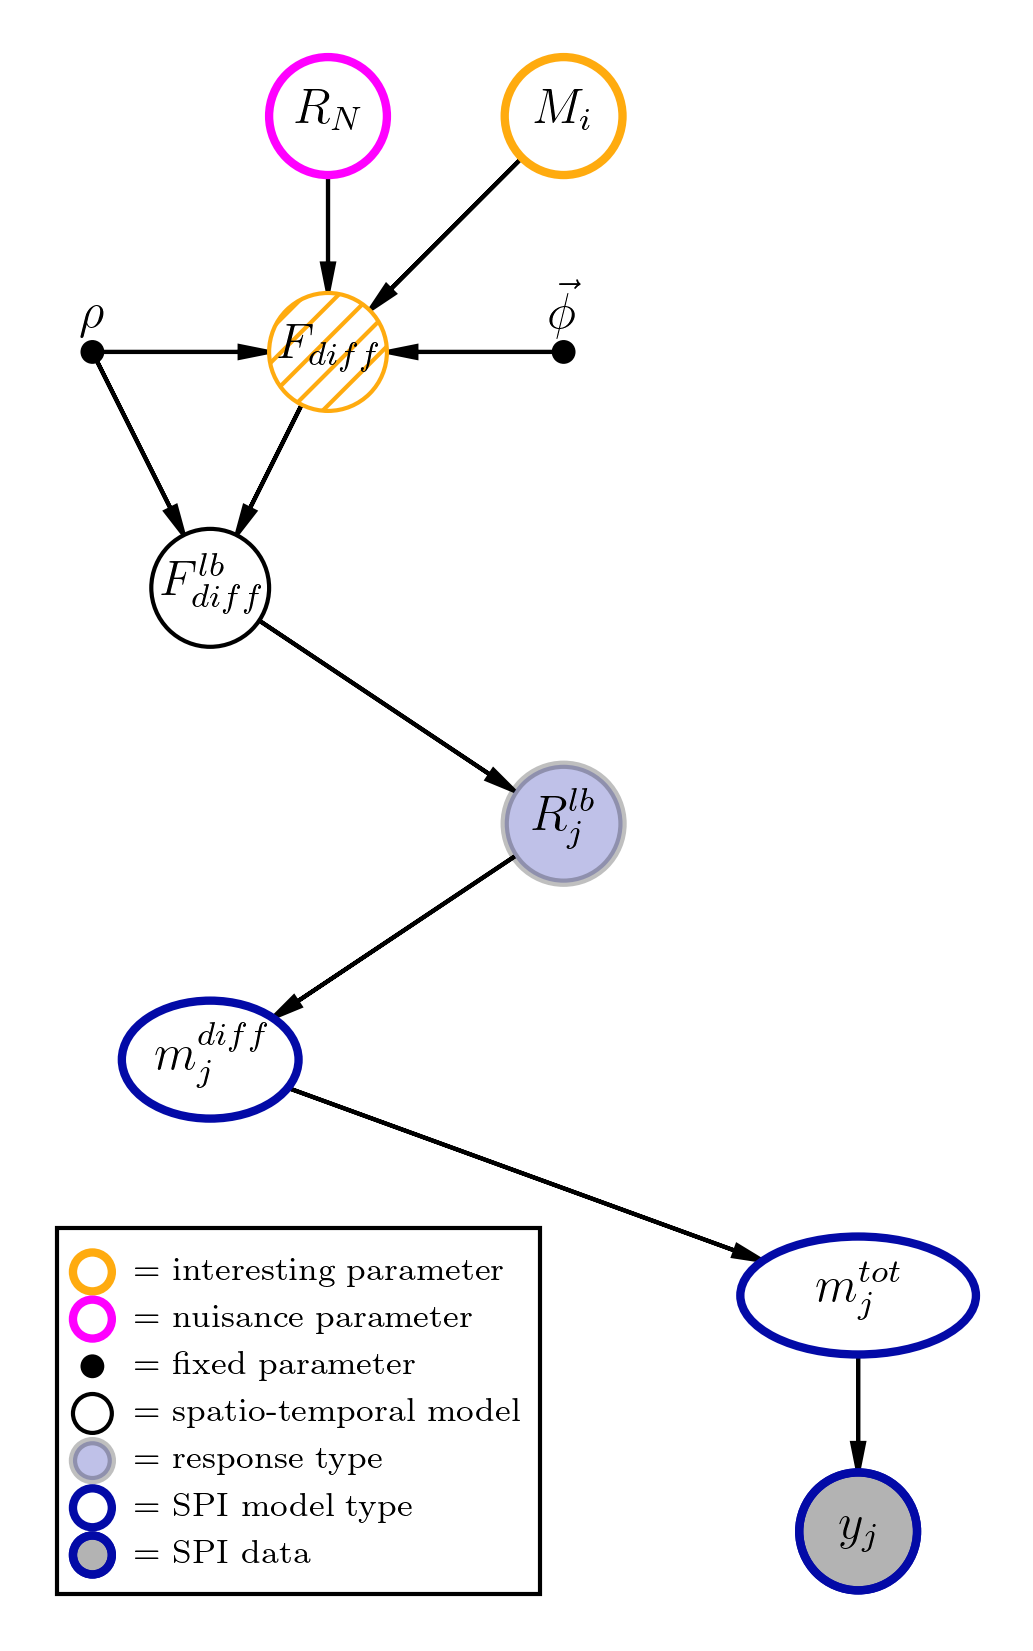 $R_N$ $M_i$
$\rho$ $\vec{\phi}$
$F_{diff}$
$F_{diff}^{lb}$
$R_j^{lb}$
$m_j^{diff}$
$m_j^{tot}$
$y_j$
= interesting parameter
= nuisance parameter
= fixed parameter
= spatio-temporal model
= response type
= SPI model type
= SPI data